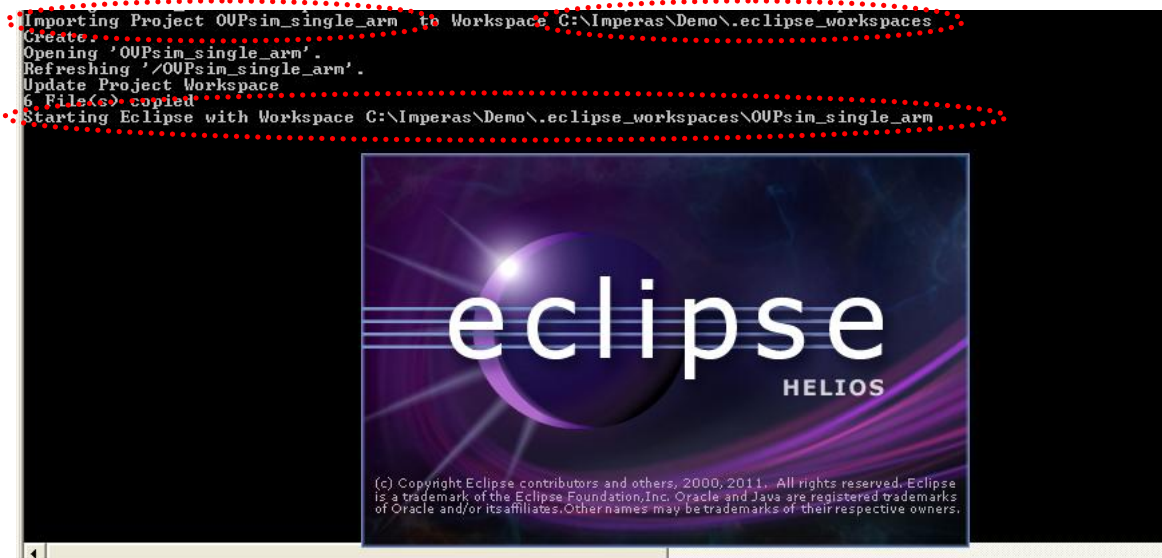 Importing Project OVPsim_single_arm  to Workspace C:\Imperas\Demo\.eclipse_workspaces
Create.
Opening 'OVPsim_single_arm'.
Refreshing '/OVPsim_single_arm'.
Update Project Workspace
6 File(s) copied
Starting Eclipse with Workspace C:\Imperas\Demo\.eclipse_workspaces\OVPsim_single_arm
eclipse
HELIOS
(c) Copyright Eclipse contributors and others, 2000, 2011.  All rights reserved. Eclipse
is a trademark of the Eclipse Foundation,Inc. Oracle and Java are registered trademarks
of Oracle and/or itsaffiliates.Other names may be trademarks of their respective owners.